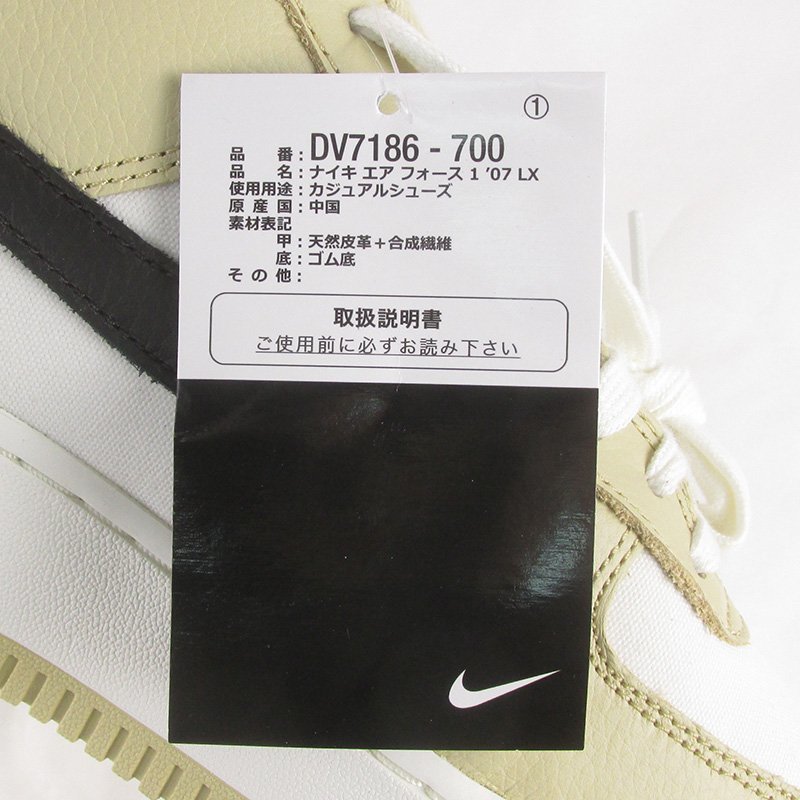 ①
品番：DV7186 - 700
品名：ナイキ エア フォース 1 '07 LX
使用用途：カジュアルシューズ
原産国：中国
素材表記
甲：天然皮革＋合成繊維
底：ゴム底
その他：
取扱説明書
ご使用前に必ずお読み下さい